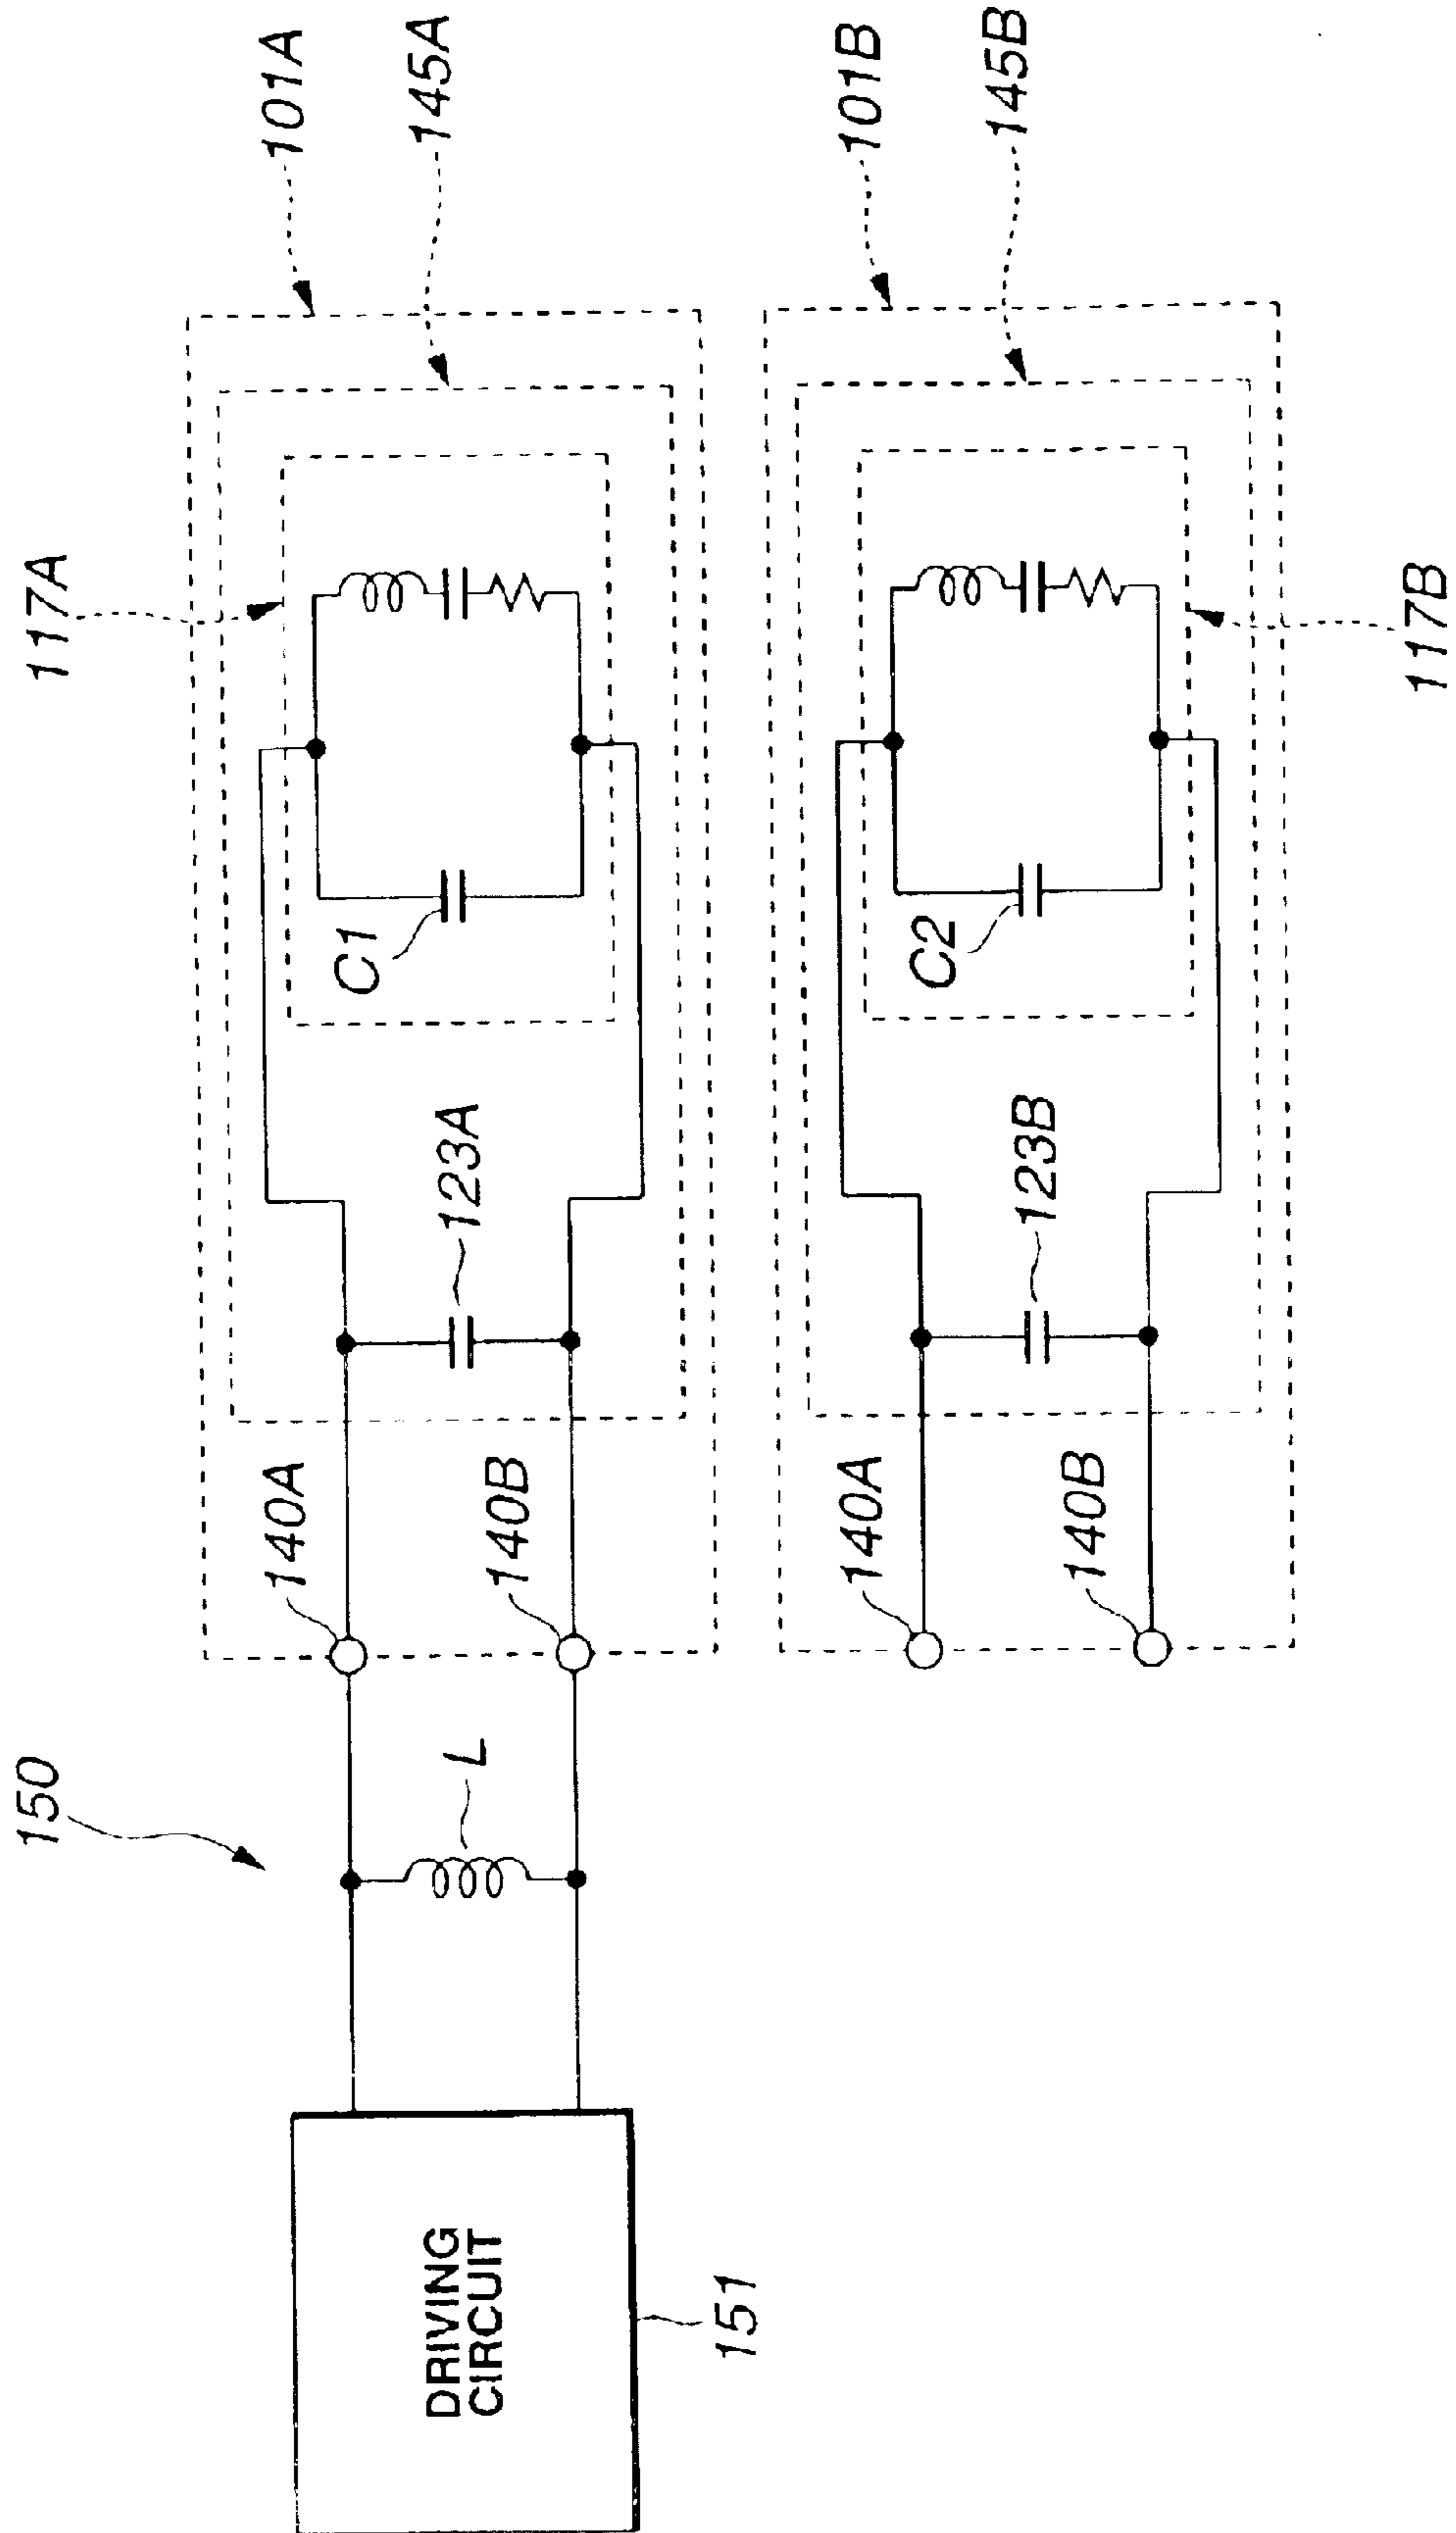 101A
145A
101B
145B
117A
117B
C1
C2
123A
123B
140A
140B
140A
140B
150
L
DRIVING
CIRCUIT
151